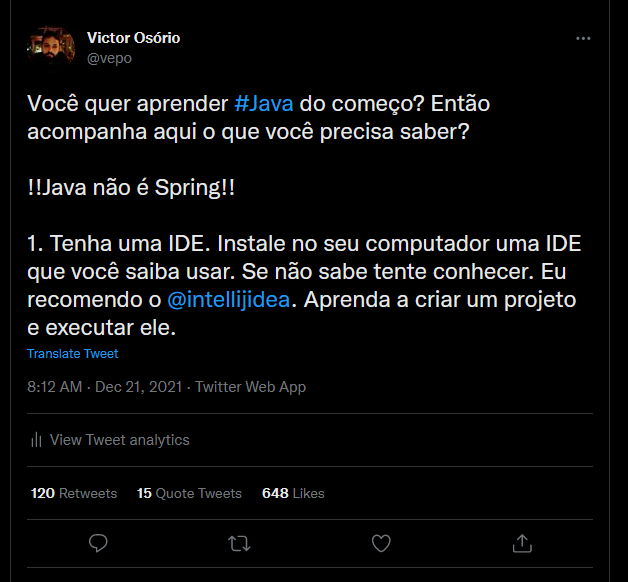 Victor Osório
@vepo
Você quer aprender #Java do começo? Então
acompanha aqui o que você precisa saber?
!!Java não é Spring!!
1. Tenha uma IDE. Instale no seu computador uma IDE
que você saiba usar. Se não sabe tente conhecer. Eu
recomendo o @intellijidea. Aprenda a criar um projeto
e executar ele.
Translate Tweet
8:12 AM · Dec 21, 2021 · Twitter Web App
View Tweet analytics
120 Retweets 15 Quote Tweets 648 Likes